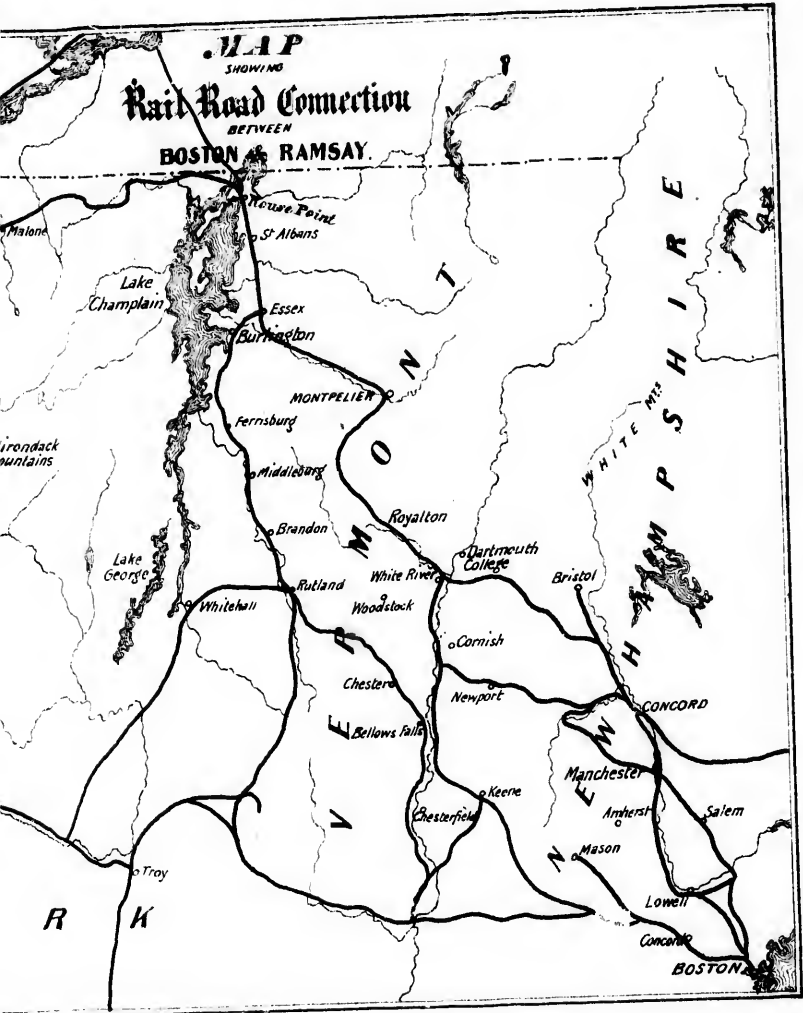 MAP
SHOWING
Rail Road Connection
BETWEEN
BOSTON & RAMSAY.
Rouse Point
Malone
St Albans
Lake
Champlain
Essex
Burlington
MONTPELIER
Ferrisburg
irondack
ountains
Middleburg
WHITE MTS
Brandon
Royalton
Dartmouth
College
Lake
George
White River
Bristol
Rutland
Woodstock
Whitehall
Cornish
Chester
Newport
CONCORD
Bellows Falls
Manchester
Keene
Chesterfield
Amherst
Salem
Mason
Troy
Lowell
Concord
BOSTON
VERMONT
NEW HAMPSHIRE
RK